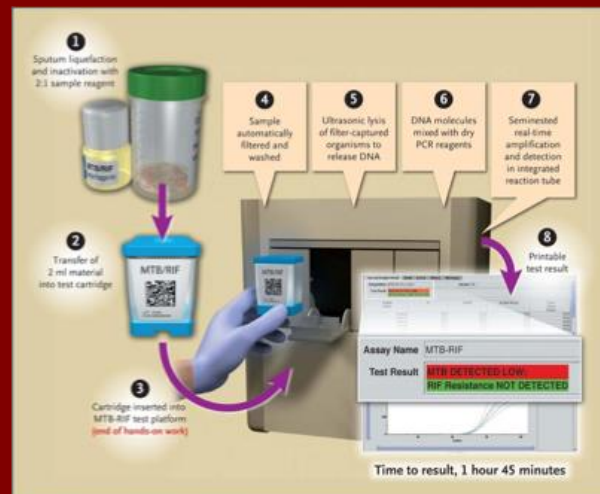 1
Sputum liquefaction
and inactivation with
2:1 sample reagent
MTB/RIF
2
Transfer of
2 ml material
into test cartridge
MTB/RIF
3
Cartridge inserted into
MTB-RIF test platform
(end of hands-on work)
4
Sample
automatically
filtered and
washed
5
Ultrasonic lysis
of filter-captured
organisms to
release DNA
6
DNA molecules
mixed with dry
PCR reagents
7
Seminested
real-time
amplification
and detection
in integrated
reaction tube
MTB/RIF
8
Printable
test result
Assay Name MTB-RIF
Test Result MTB DETECTED LOW;
RIF Resistance NOT DETECTED
Time to result, 1 hour 45 minutes